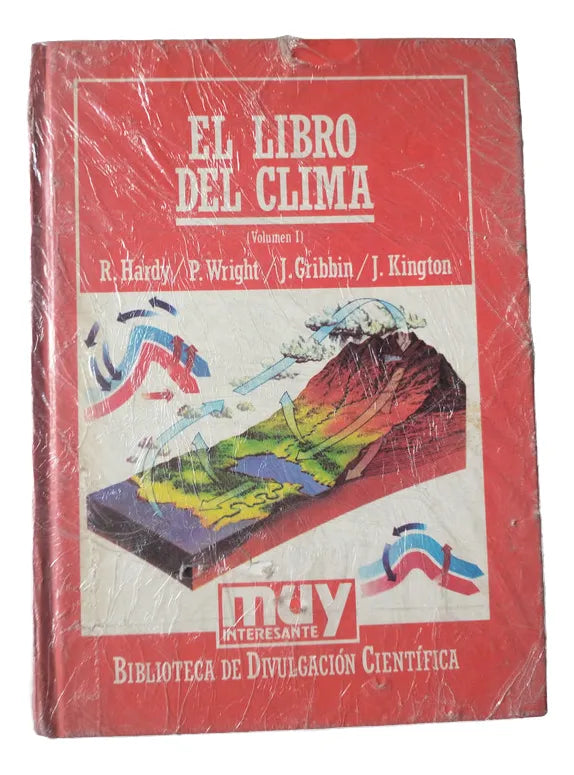 EL LIBRO
DEL CLIMA
(Volumen I)
R. Hardy/P. Wright/J. Gribbin/J. Kington
muy
INTERESANTE
BIBLIOTECA DE DIVULGACIÓN CIENTÍFICA